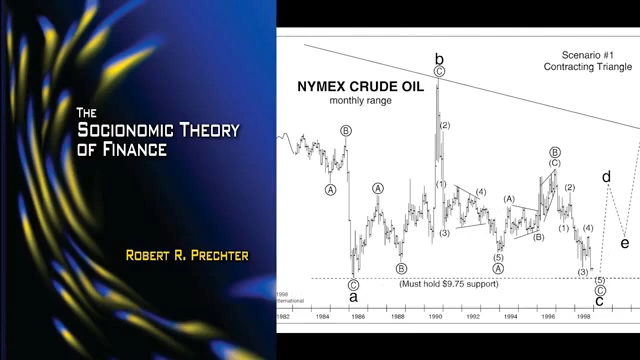 THE
SOCIONOMIC THEORY
OF FINANCE
ROBERT R. PRECHTER
Scenario #1
Contracting Triangle
NYMEX CRUDE OIL
monthly range
b
C
(2)
B
A
(1)
(3)
(4)
A
B
(5)
A
(A)
(B)
B
(C)
(2)
(1)
(4)
(3)
d
e
C
a
(Must hold $9.75 support)
(5)
C
c
1998
International
1982 1984 1986 1988 1990 1992 1994 1996 1998